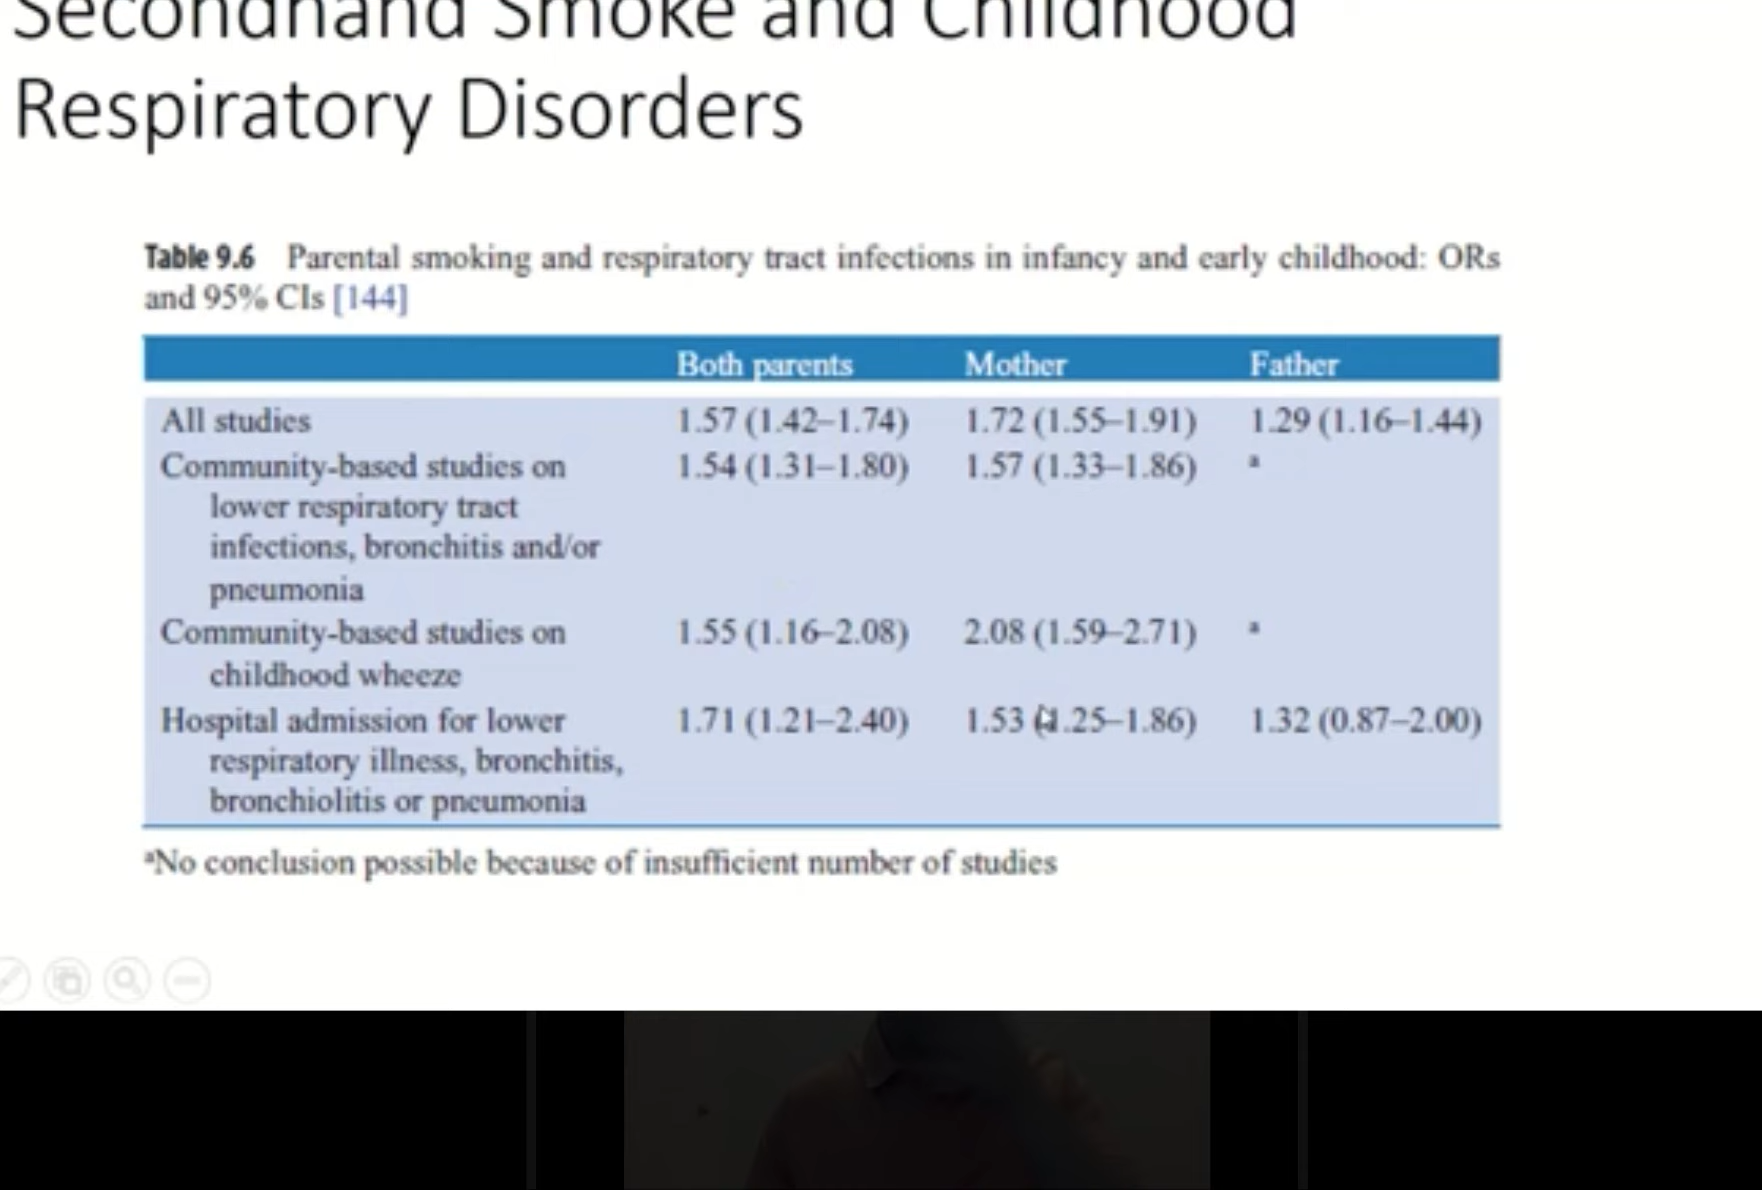 Secondhand Smoke and Childhood
Respiratory Disorders
Table 9.6 Parental smoking and respiratory tract infections in infancy and early childhood: ORs
and 95% CIs [144]
Both parents Mother Father
All studies 1.57 (1.42–1.74) 1.72 (1.55–1.91) 1.29 (1.16–1.44)
Community-based studies on 1.54 (1.31–1.80) 1.57 (1.33–1.86) a
lower respiratory tract
infections, bronchitis and/or
pneumonia
Community-based studies on 1.55 (1.16–2.08) 2.08 (1.59–2.71) a
childhood wheeze
Hospital admission for lower 1.71 (1.21–2.40) 1.53 (1.25–1.86) 1.32 (0.87–2.00)
respiratory illness, bronchitis,
bronchiolitis or pneumonia
aNo conclusion possible because of insufficient number of studies